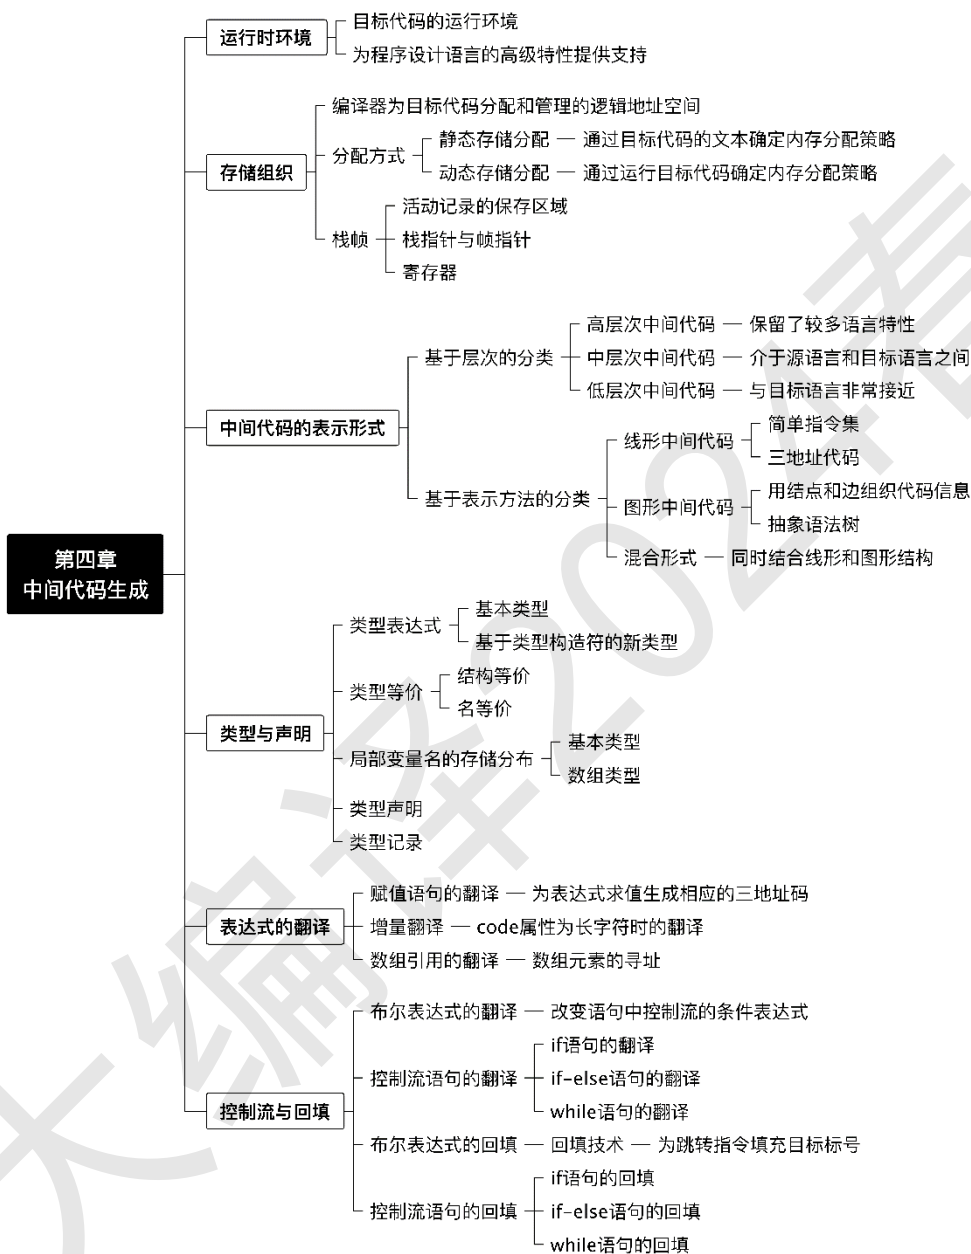 运行时环境
目标代码的运行环境
为程序设计语言的高级特性提供支持
存储组织
编译器为目标代码分配和管理的逻辑地址空间
分配方式
静态存储分配
通过目标代码的文本确定内存分配策略
动态存储分配
通过运行目标代码确定内存分配策略
栈帧
活动记录的保存区域
栈指针与帧指针
寄存器
中间代码的表示形式
基于层次的分类
高层次中间代码
保留了较多语言特性
中层次中间代码
介于源语言和目标语言之间
低层次中间代码
与目标语言非常接近
基于表示方法的分类
线形中间代码
简单指令集
三地址代码
图形中间代码
用结点和边组织代码信息
抽象语法树
混合形式
同时结合线形和图形结构
第四章
中间代码生成
类型与声明
类型表达式
基本类型
基于类型构造符的新类型
类型等价
结构等价
名等价
局部变量名的存储分布
基本类型
数组类型
类型声明
类型记录
表达式的翻译
赋值语句的翻译
为表达式求值生成相应的三地址码
增量翻译
code属性为长字符时的翻译
数组引用的翻译
数组元素的寻址
控制流与回填
布尔表达式的翻译
改变语句中控制流的条件表达式
控制流语句的翻译
if语句的翻译
if-else语句的翻译
while语句的翻译
布尔表达式的回填
回填技术
为跳转指令填充目标标号
控制流语句的回填
if语句的回填
if-else语句的回填
while语句的回填
大编译2024春